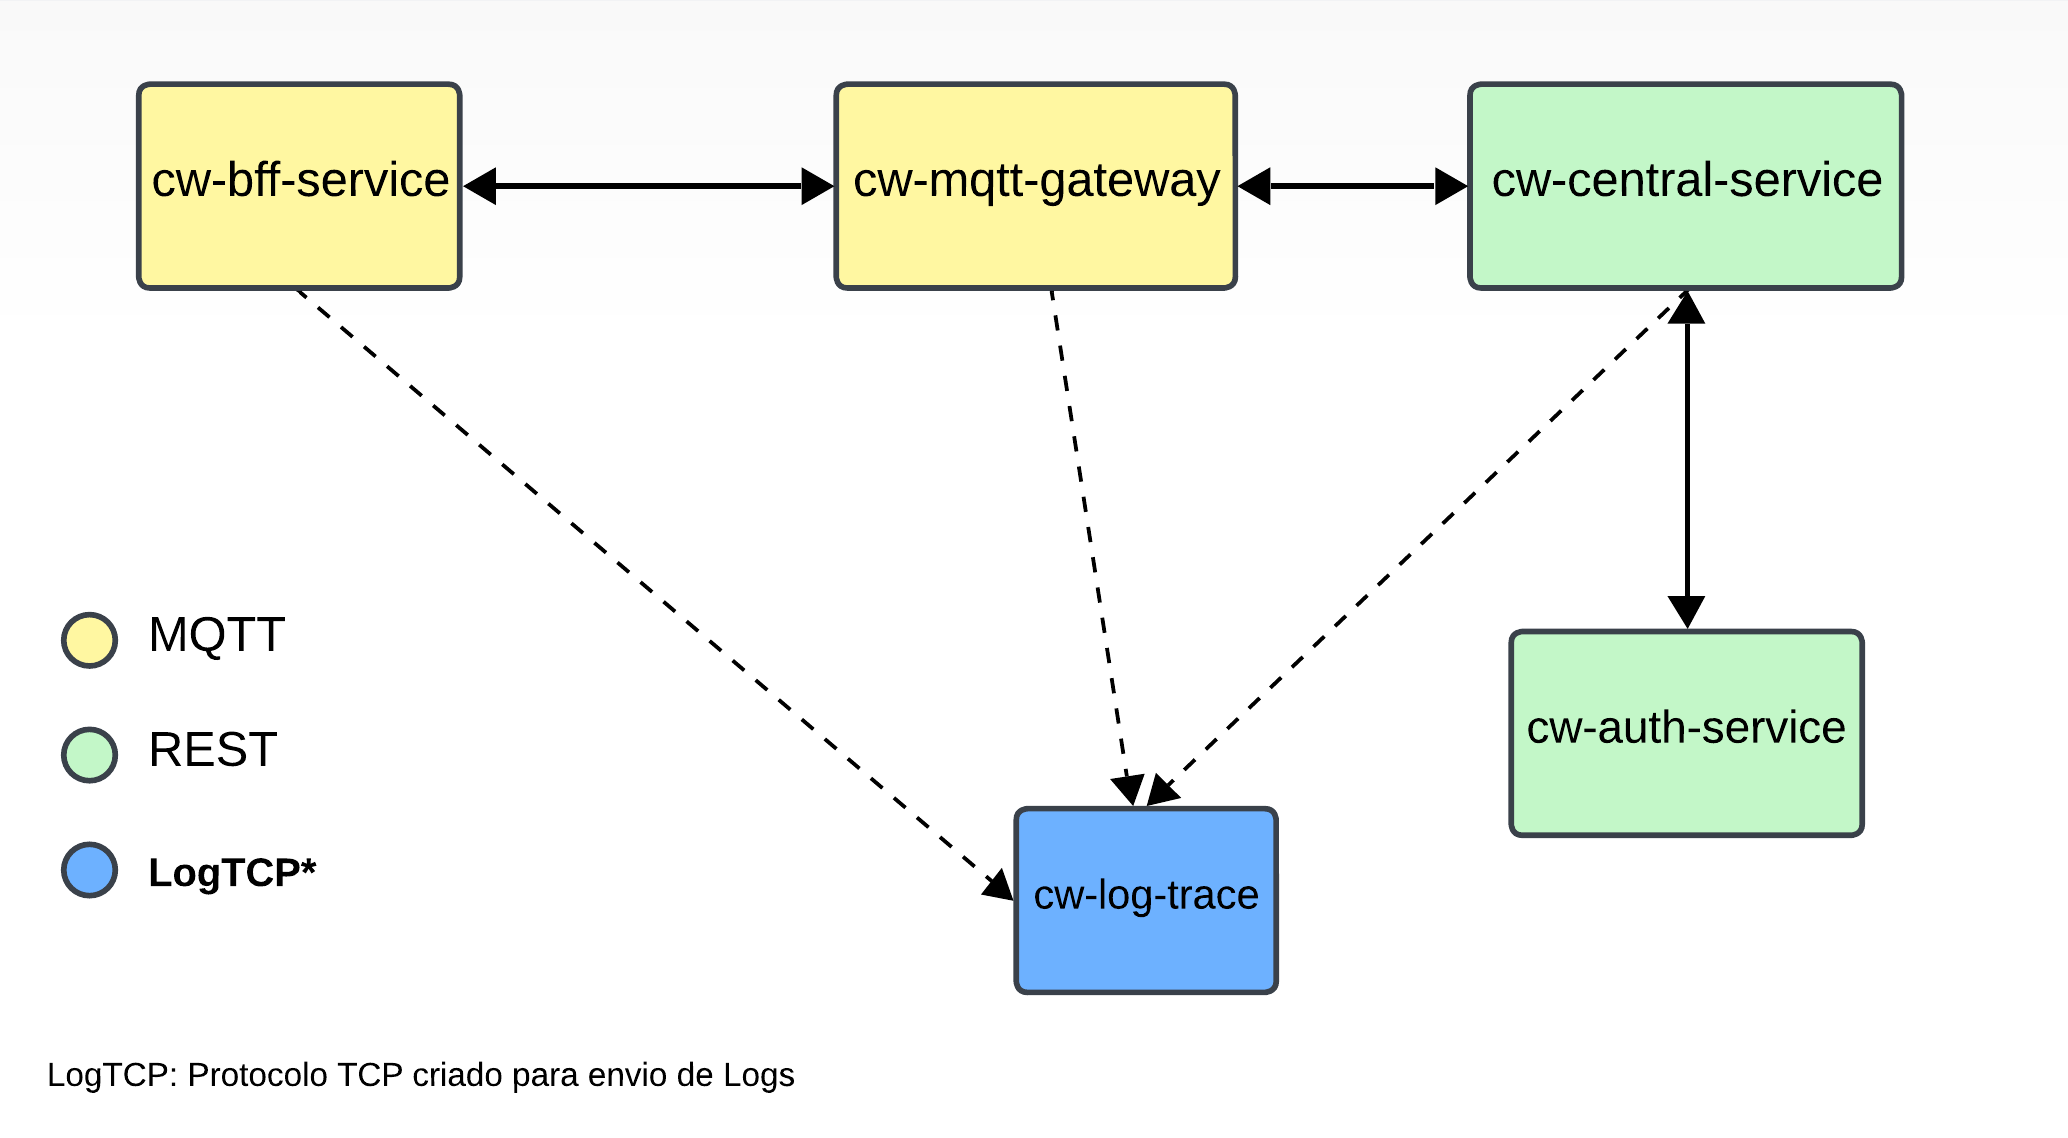 cw-bff-service
cw-mqtt-gateway
cw-central-service
MQTT
REST
LogTCP*
cw-auth-service
cw-log-trace
LogTCP: Protocolo TCP criado para envio de Logs